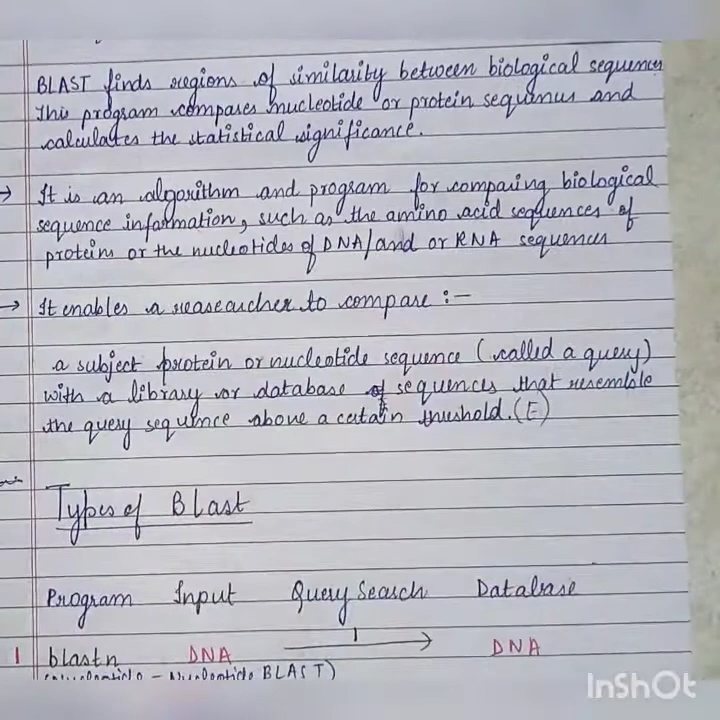 BLAST finds regions of similarity between biological sequences
This program compares nucleotide or protein sequences and
calculates the statistical significance.
→ It is an algorithm and program for comparing biological
sequence information, such as the amino acid sequences of
proteins or the nucleotides of DNA/and or RNA sequences
→ It enables a reasearcher to compare :-
a subject protein or nucleotide sequence (called a query)
with a library or database of sequences that resemble
the query sequence above a certain threshold.(E)
Types of Blast
Program Input Query Search Database
1 blastn DNA 1 → DNA
BLAST)
InShOt